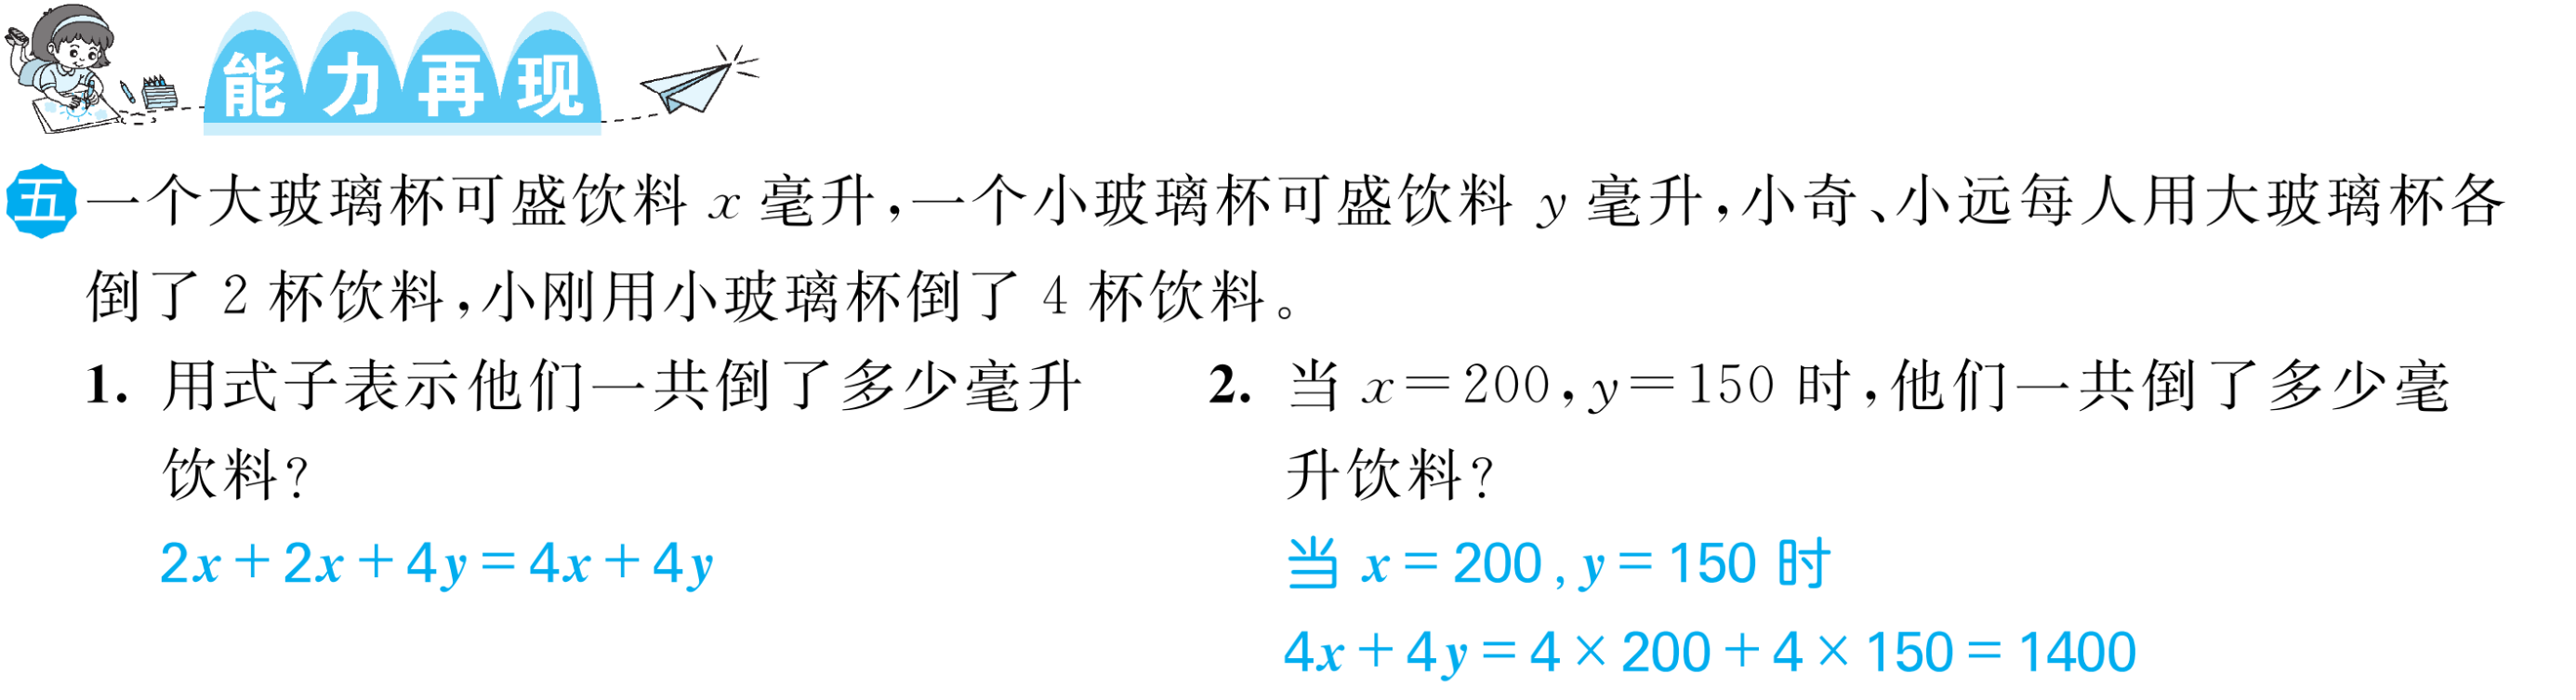 能力再现
五 一个大玻璃杯可盛饮料 x 毫升,一个小玻璃杯可盛饮料 y 毫升,小奇、小远每人用大玻璃杯各
倒了 2 杯饮料,小刚用小玻璃杯倒了 4 杯饮料。
1. 用式子表示他们一共倒了多少毫升
饮料?
2x+2x+4y=4x+4y
2. 当 x=200,y=150 时,他们一共倒了多少毫
升饮料?
当 x=200,y=150 时
4x+4y=4×200+4×150=1400